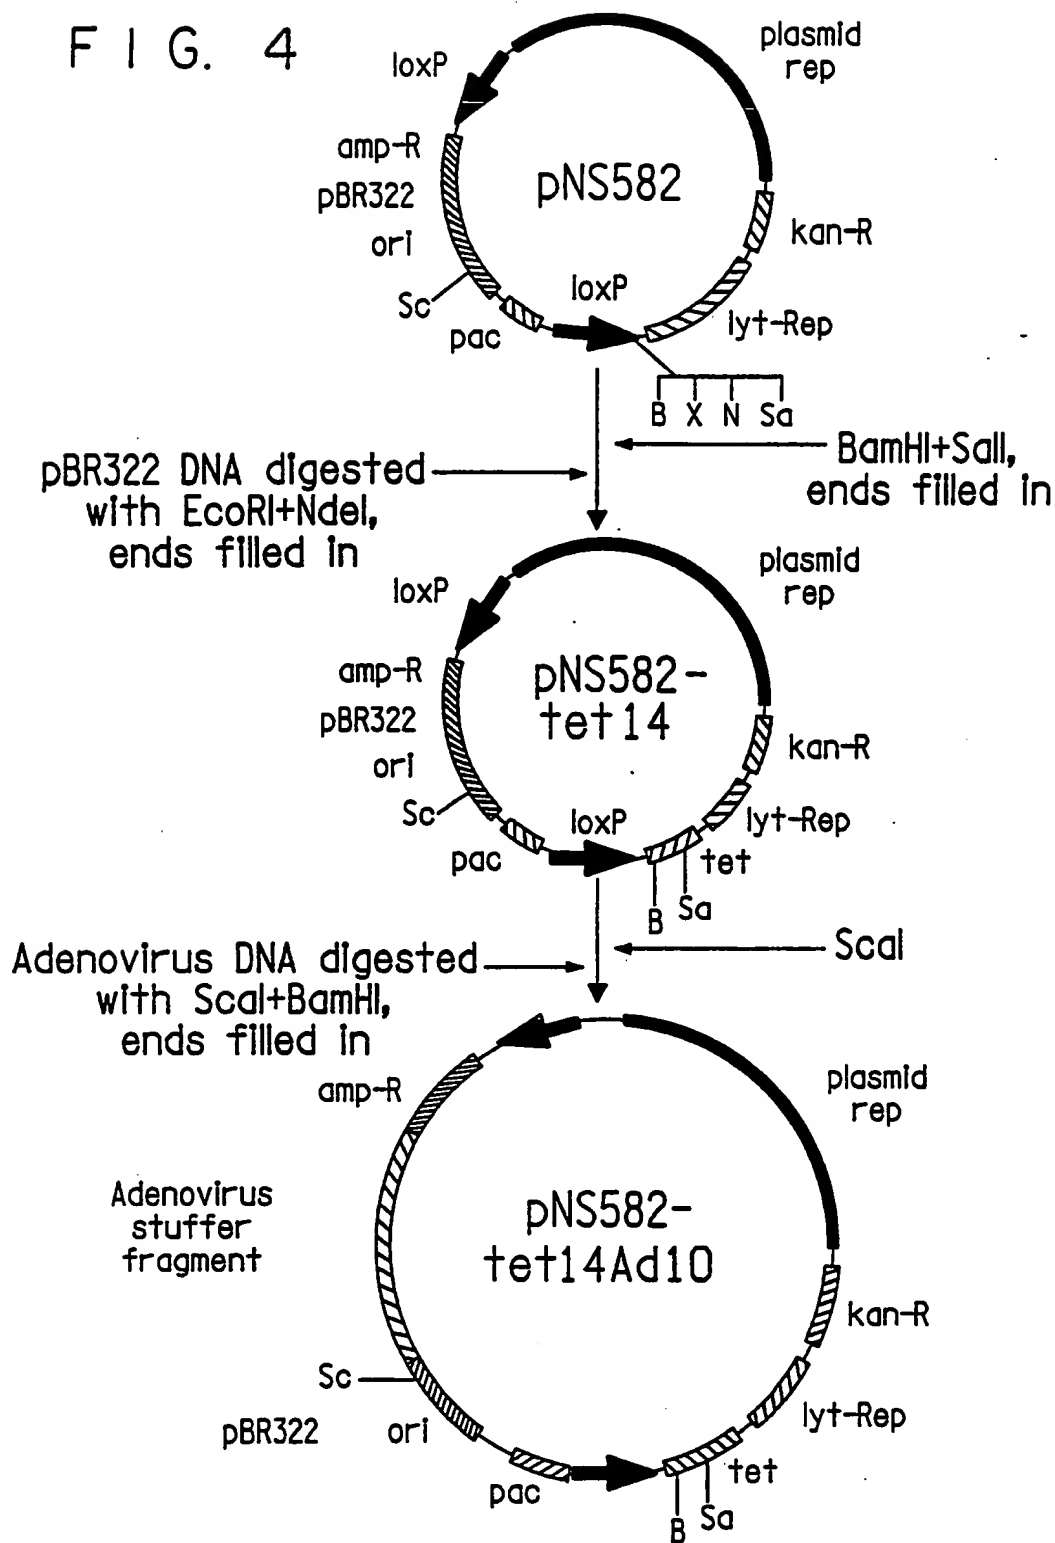 FIG. 4
loxP
plasmid
rep
amp-R
pBR322
ori
pNS582
kan-R
Sc
loxP
pac
lyt-Rep
B X N Sa
pBR322 DNA digested
with EcoRI+NdeI,
ends filled in
BamHI+SalI,
ends filled in
loxP
plasmid
rep
amp-R
pBR322
ori
pNS582-
tet14
kan-R
Sc
loxP
lyt-Rep
pac
tet
B
Sa
Adenovirus DNA digested
with ScaI+BamHI,
ends filled in
ScaI
amp-R
plasmid
rep
Adenovirus
stuffer
fragment
pNS582-
tet14Ad10
kan-R
Sc
pBR322
ori
lyt-Rep
pac
tet
B
Sa